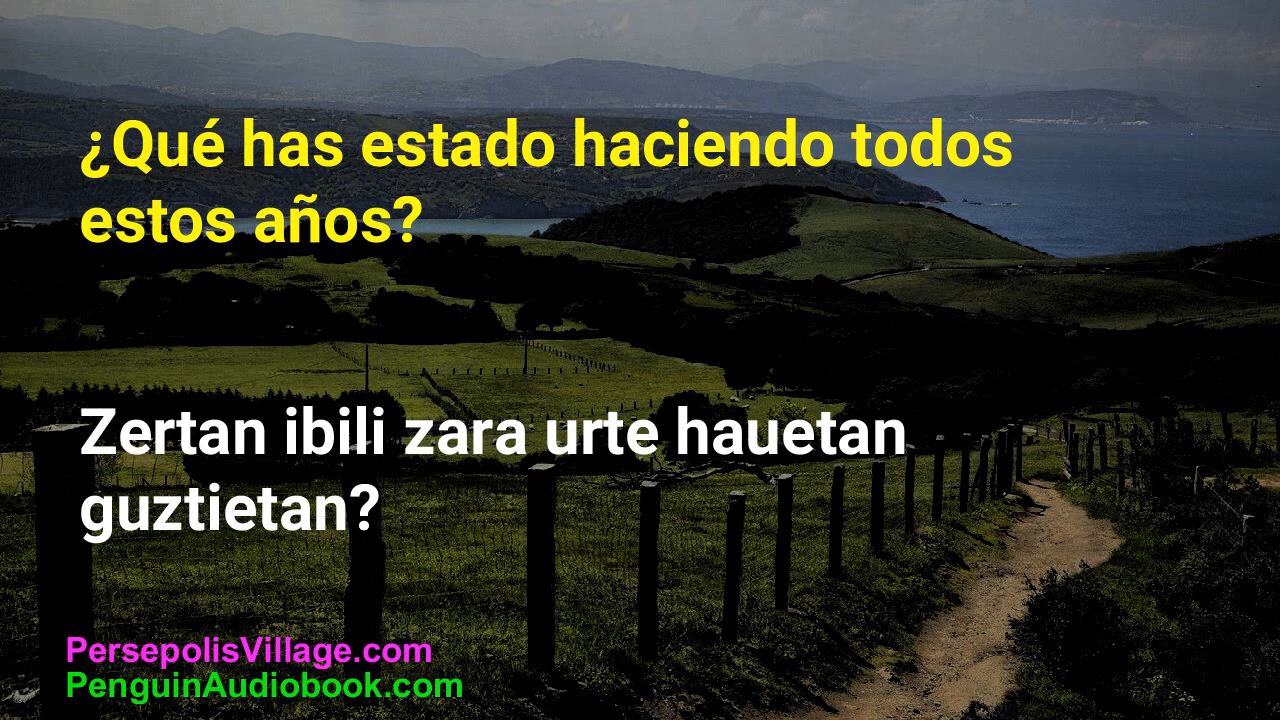 ¿Qué has estado haciendo todos
estos años?
Zertan ibili zara urte hauetan
guztietan?
PersepolisVillage.com
PenguinAudiobook.com